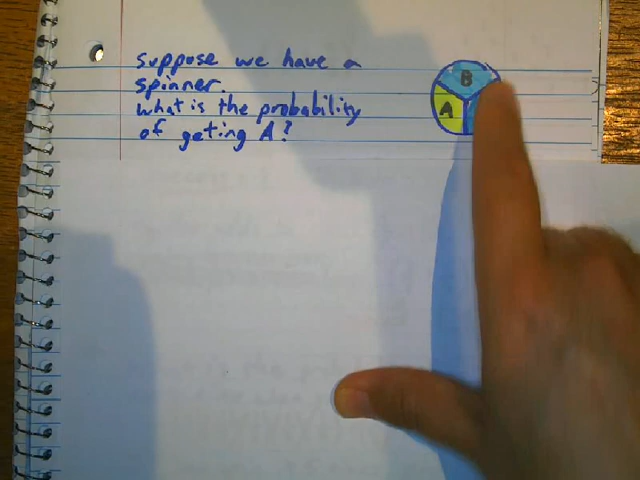 suppose we have a
spinner.
what is the probability
of geting A?
B
A